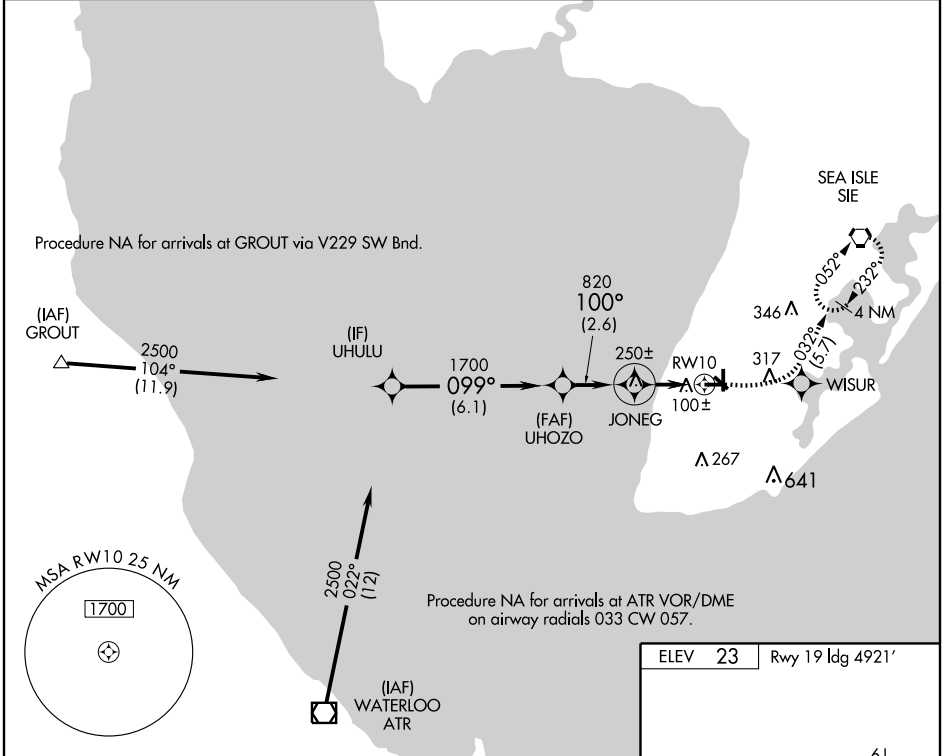 SEA ISLE
SIE
Procedure NA for arrivals at GROUT via V229 SW Bnd.
052°
232°
4 NM
(IAF)
GROUT
2500
104°
(11.9)
(IF)
UHULU
1700
099°
(6.1)
820
100°
(2.6)
(FAF)
UHOZO
250±
JONEG
RW10
100±
346
317
032°
(5.7)
WISUR
267
641
MSA RW10 25 NM
1700
2500
022°
(12)
Procedure NA for arrivals at ATR VOR/DME
on airway radials 033 CW 057.
(IAF)
WATERLOO
ATR
ELEV 23
Rwy 19 ldg 4921'